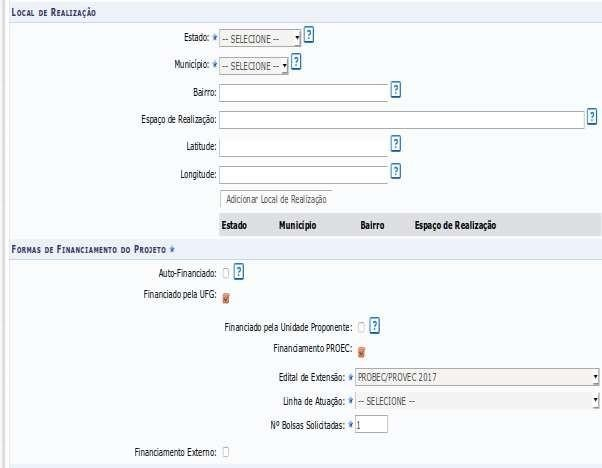 LOCAL DE REALIZAÇÃO
Estado: * -- SELECIONE -- ?
Município: * -- SELECIONE -- ?
Bairro: ?
Espaço de Realização: ?
Latitude: ?
Longitude: ?
Adicionar Local de Realização
Estado Município Bairro Espaço de Realização
FORMAS DE FINANCIAMENTO DO PROJETO *
Auto-Financiado: ?
Financiado pela UFG:
Financiado pela Unidade Proponente: ?
Financiamento PROEC:
Edital de Extensão: * PROBEC/PROVEC 2017
Linha de Atuação: * -- SELECIONE --
Nº Bolsas Solicitadas: * 1
Financiamento Externo: